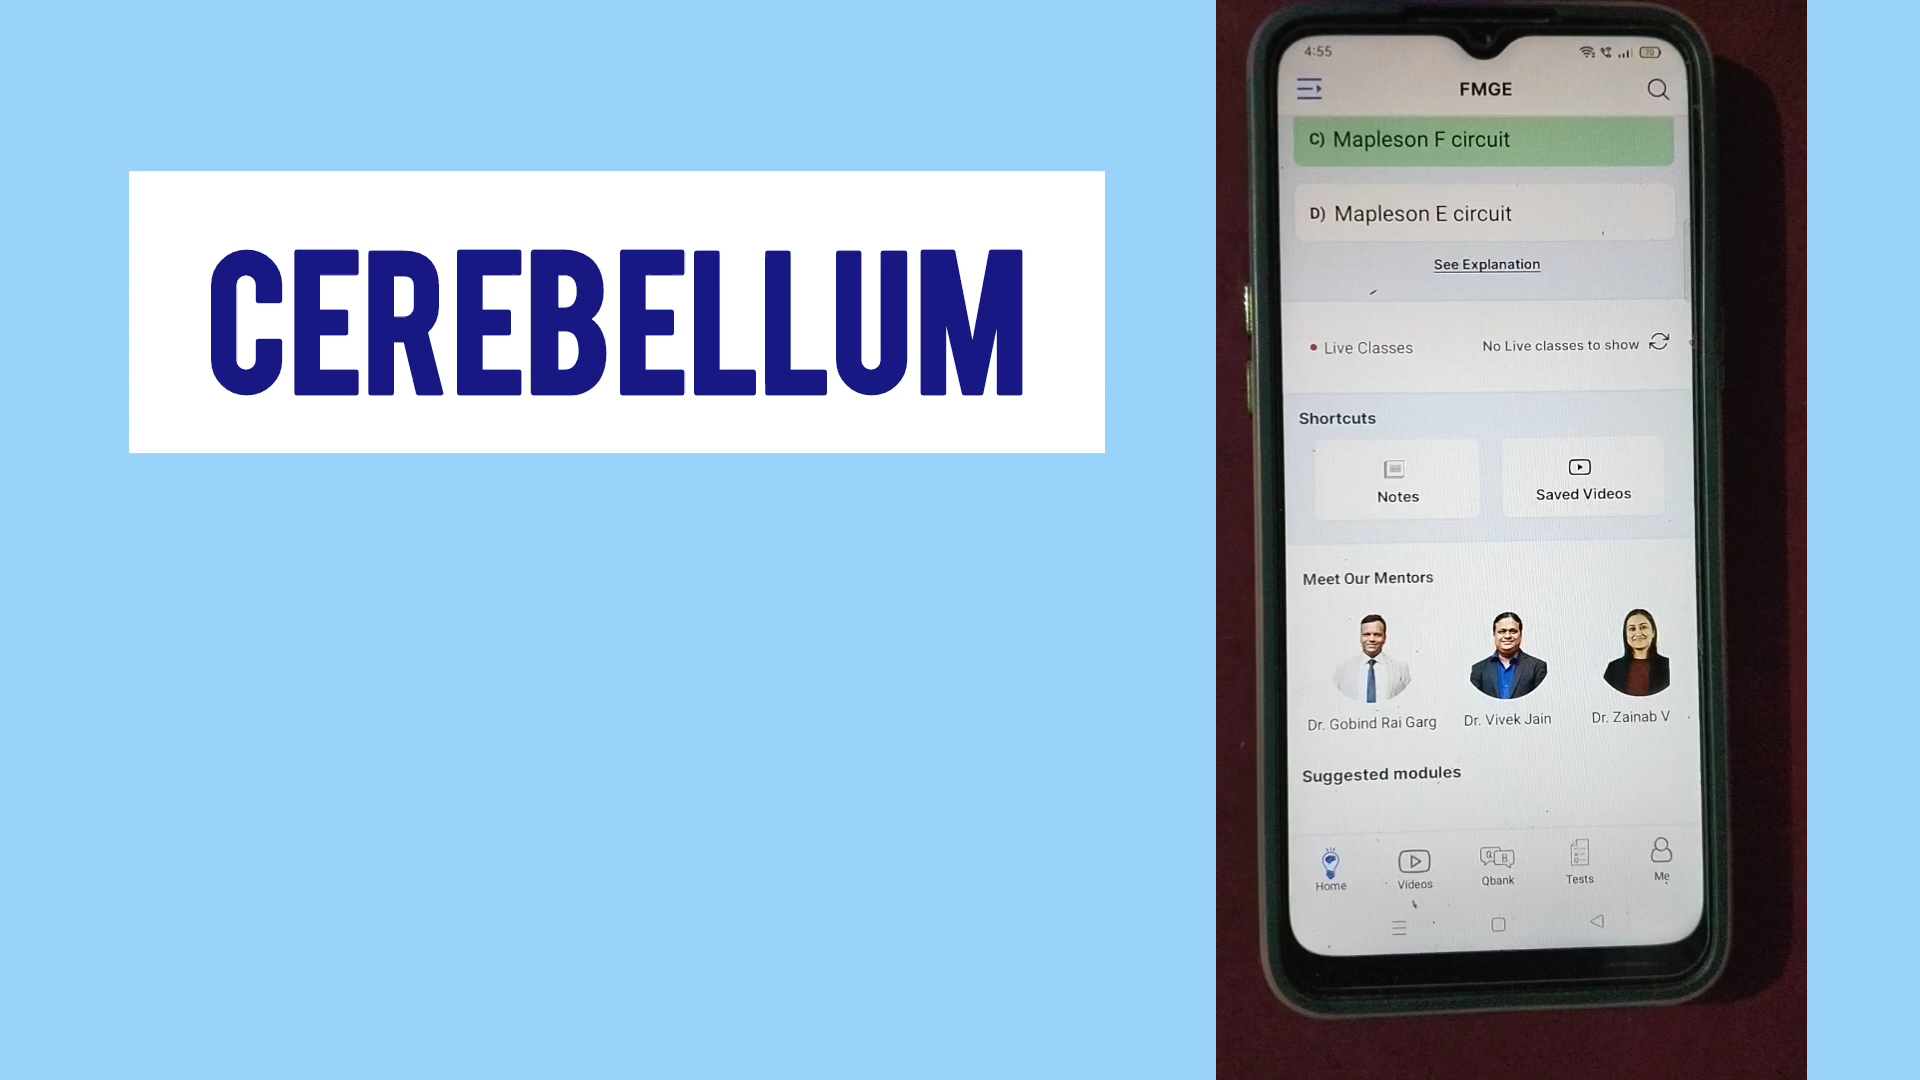 CEREBELLUM
4:55
70
FMGE
C) Mapleson F circuit
D) Mapleson E circuit
See Explanation
Live Classes
No Live classes to show
Shortcuts
Notes
Saved Videos
Meet Our Mentors
Dr. Gobind Rai Garg
Dr. Vivek Jain
Dr. Zainab V
Suggested modules
Home
Videos
Q B
Qbank
Tests
Me